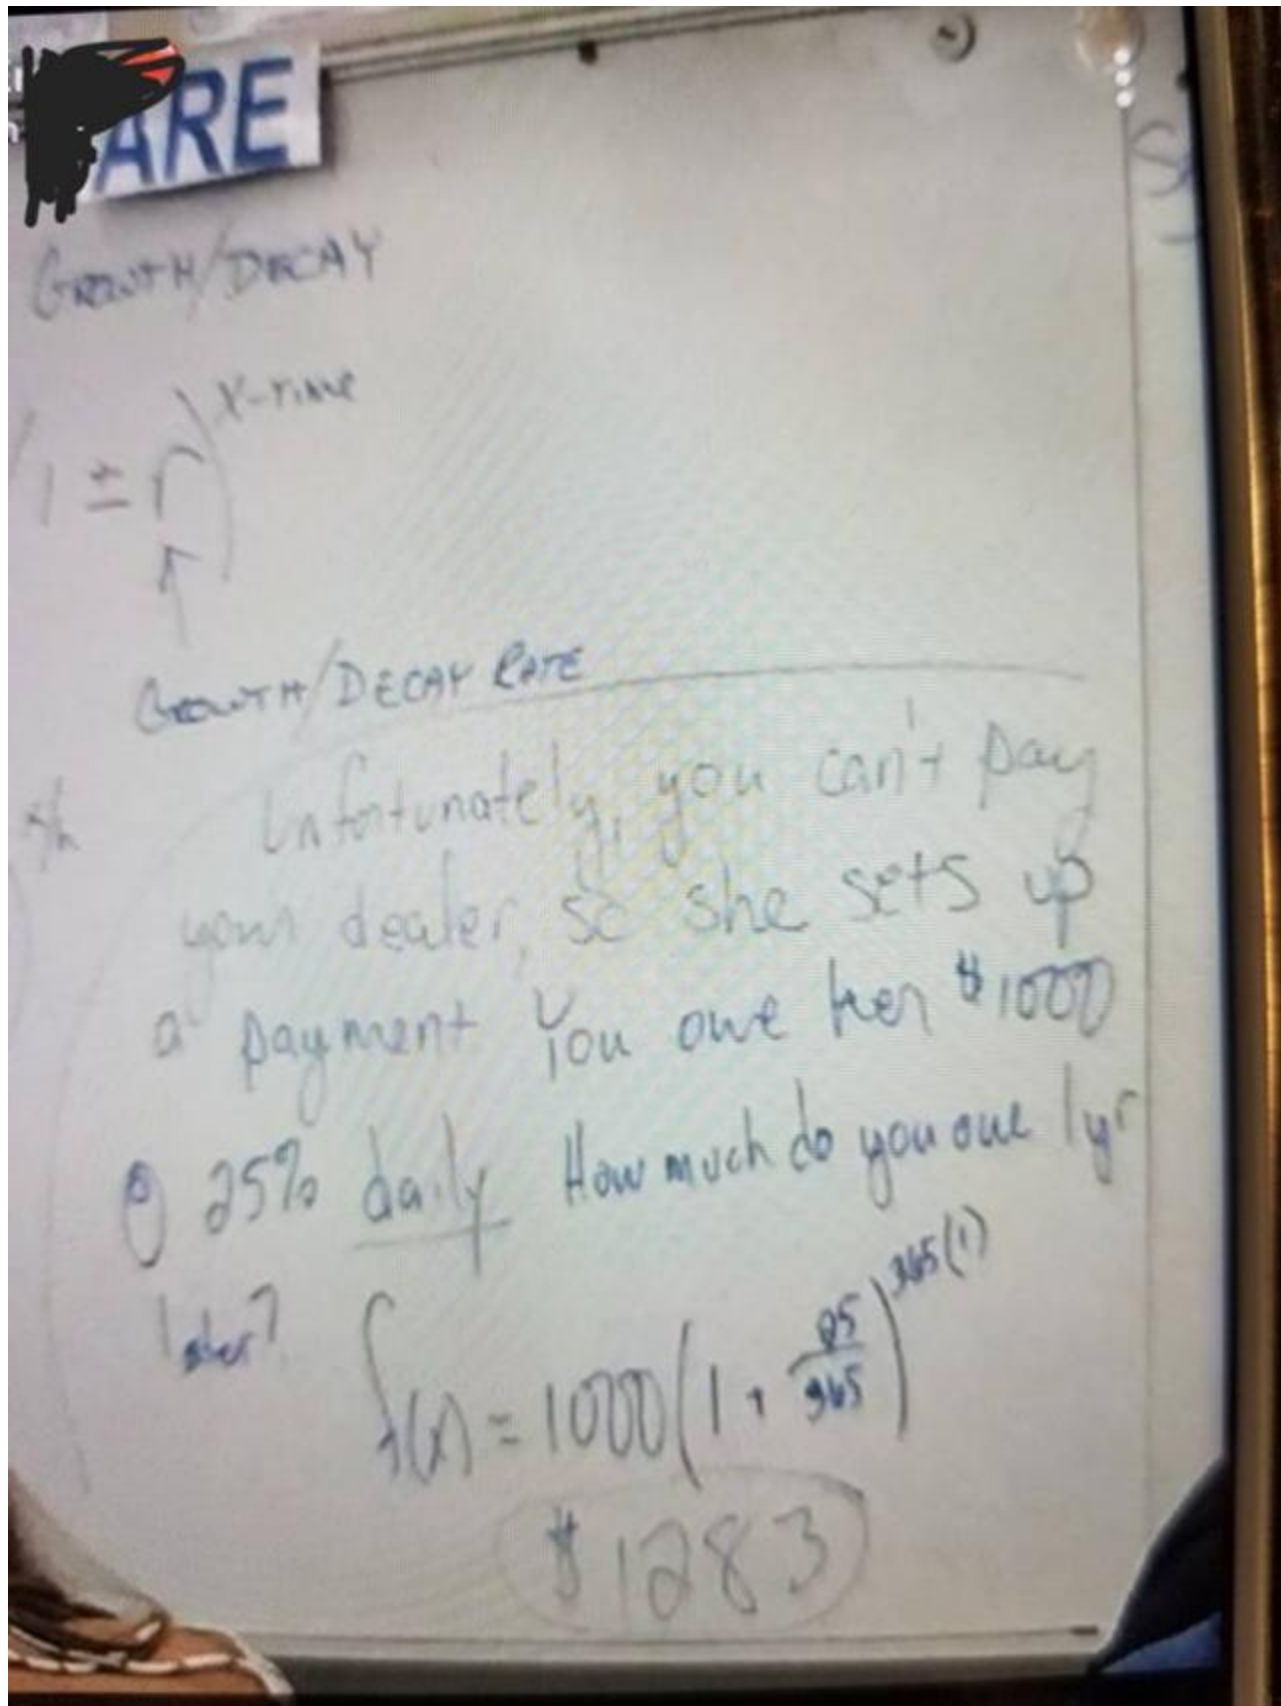 ARE
GROWTH/DECAY
(1 ± r)^x-TIME
↑
GROWTH/DECAY RATE
Unfortunately, you can't pay
your dealer, so she sets up
a payment. You owe her $1000
@ 25% daily How much do you owe 1yr
later?
f(x) = 1000(1 + .25/365)^365(1)
$1283